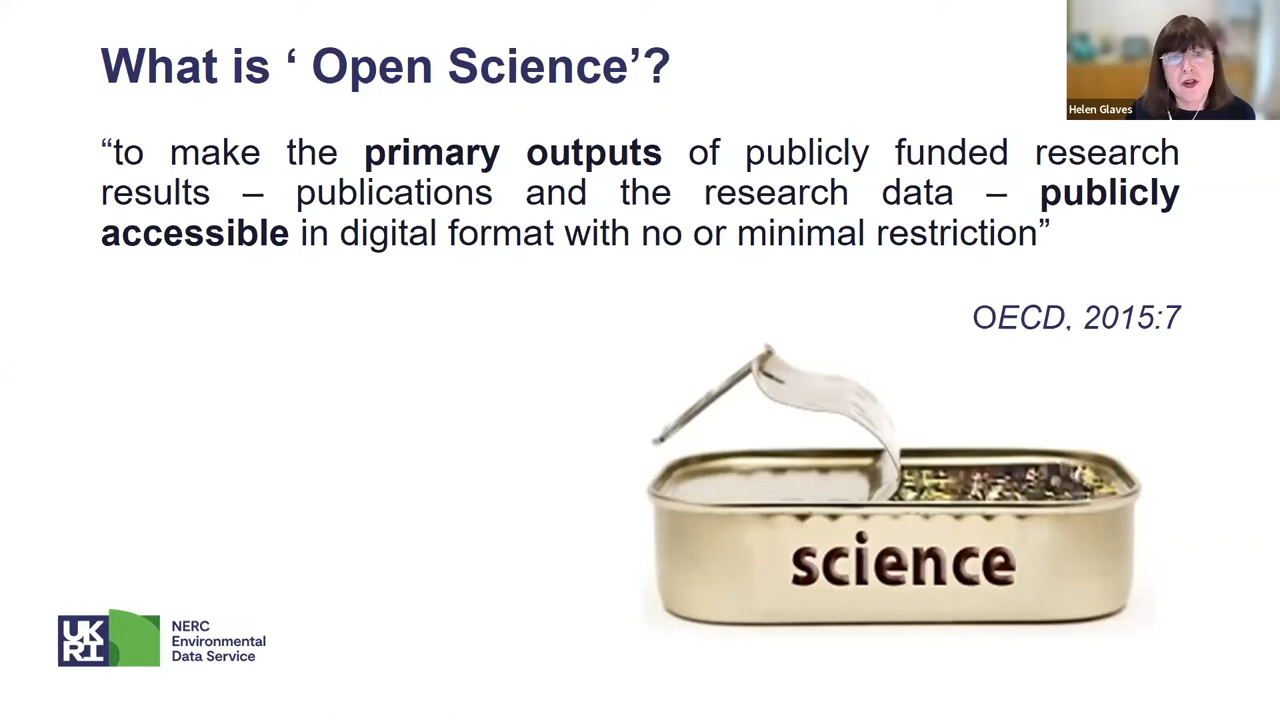 What is ‘ Open Science’?
Helen Glaves
“to make the primary outputs of publicly funded research
results – publications and the research data – publicly
accessible in digital format with no or minimal restriction”
OECD, 2015:7
science
UK
RI
NERC
Environmental
Data Service